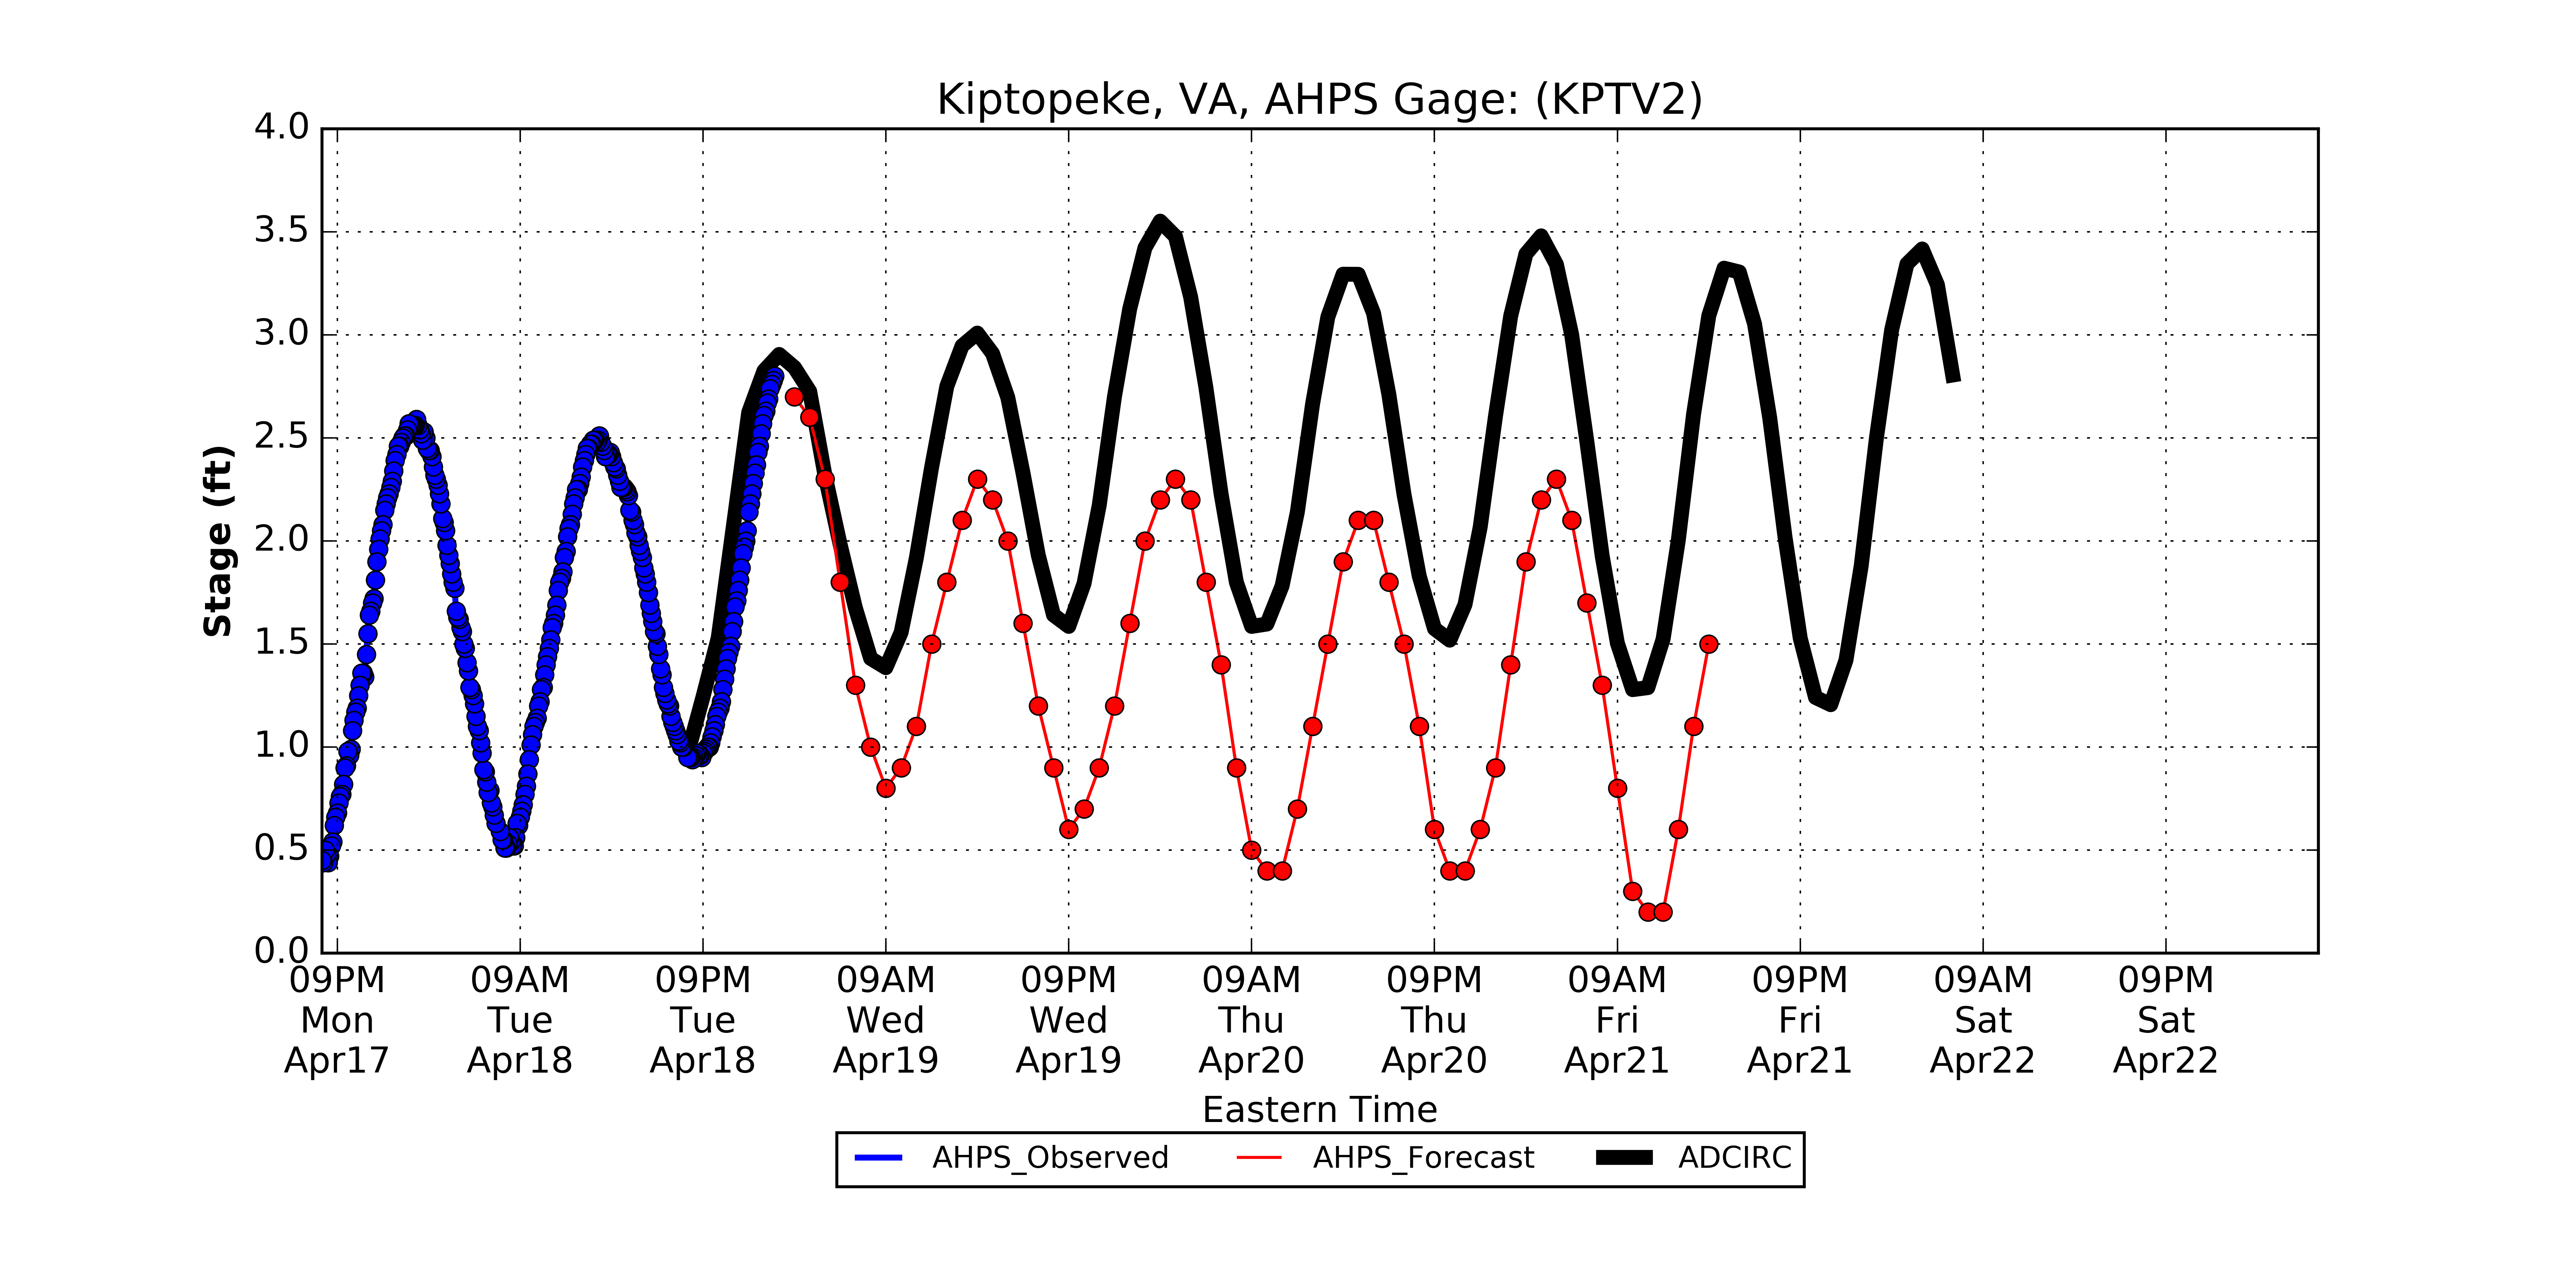 Kiptopeke, VA, AHPS Gage: (KPTV2)
Stage (ft)
4.0
3.5
3.0
2.5
2.0
1.5
1.0
0.5
0.0
09PM 09AM 09PM 09AM 09PM 09AM 09PM 09AM 09PM 09AM 09PM
Mon Tue Tue Wed Wed Thu Thu Fri Fri Sat Sat
Apr17 Apr18 Apr18 Apr19 Apr19 Apr20 Apr20 Apr21 Apr21 Apr22 Apr22
Eastern Time
AHPS_Observed AHPS_Forecast ADCIRC